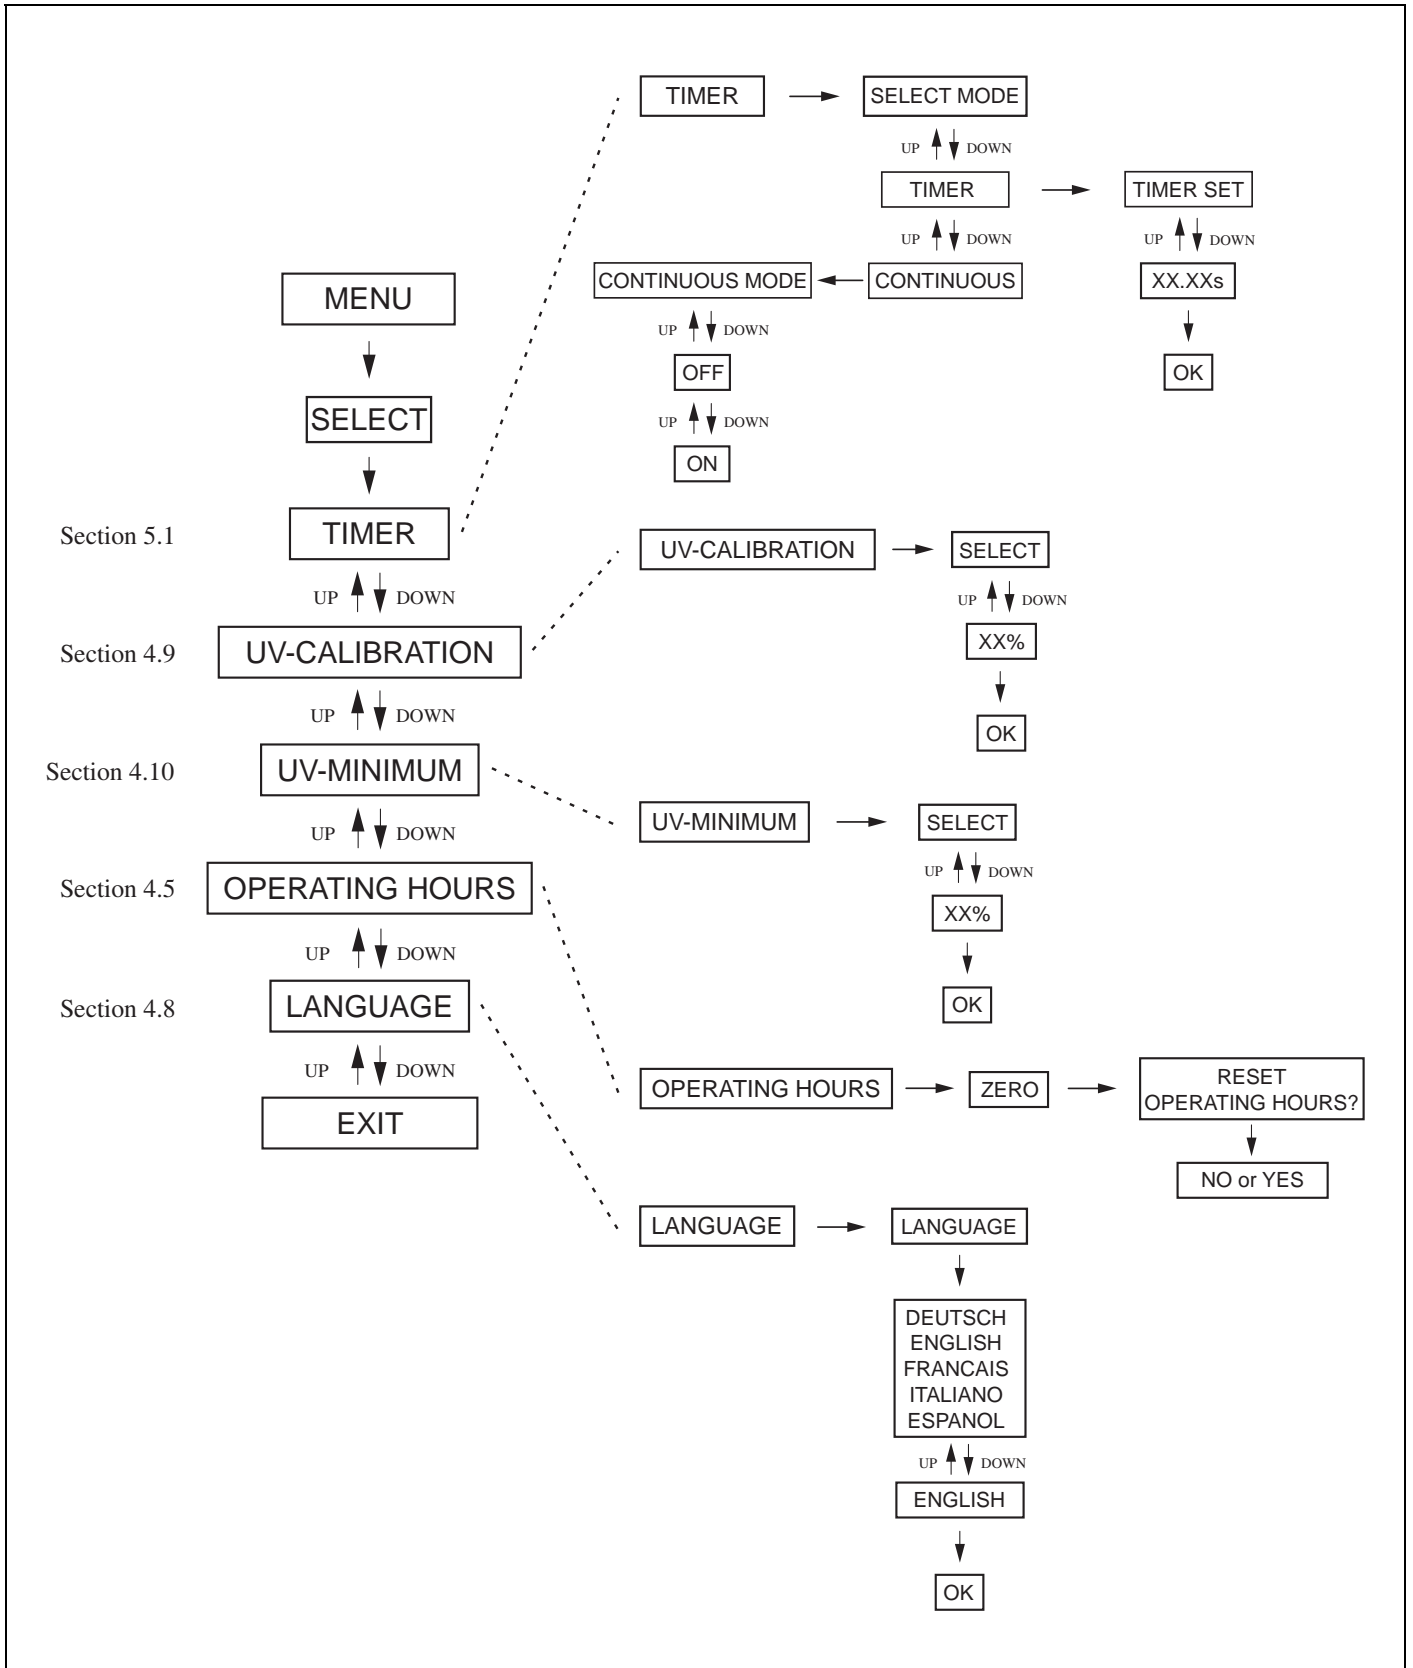 TIMER
SELECT MODE
UP DOWN
TIMER
TIMER SET
UP DOWN
UP DOWN
CONTINUOUS MODE
CONTINUOUS
XX.XXs
UP DOWN
OFF
OK
UP DOWN
ON
MENU
SELECT
Section 5.1
TIMER
UP DOWN
Section 4.9
UV-CALIBRATION
UP DOWN
Section 4.10
UV-MINIMUM
UP DOWN
Section 4.5
OPERATING HOURS
UP DOWN
Section 4.8
LANGUAGE
UP DOWN
EXIT
UV-CALIBRATION
SELECT
UP DOWN
XX%
OK
UV-MINIMUM
SELECT
UP DOWN
XX%
OK
OPERATING HOURS
ZERO
RESET
OPERATING HOURS?
NO or YES
LANGUAGE
LANGUAGE
DEUTSCH
ENGLISH
FRANCAIS
ITALIANO
ESPANOL
UP DOWN
ENGLISH
OK